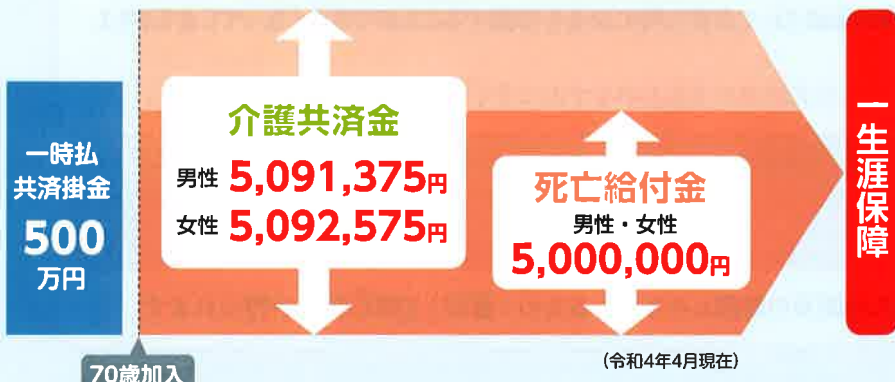 一時払
共済掛金
500
万円
70歳加入
介護共済金
男性 5,091,375円
女性 5,092,575円
死亡給付金
男性・女性
5,000,000円
一生涯保障
(令和4年4月現在)